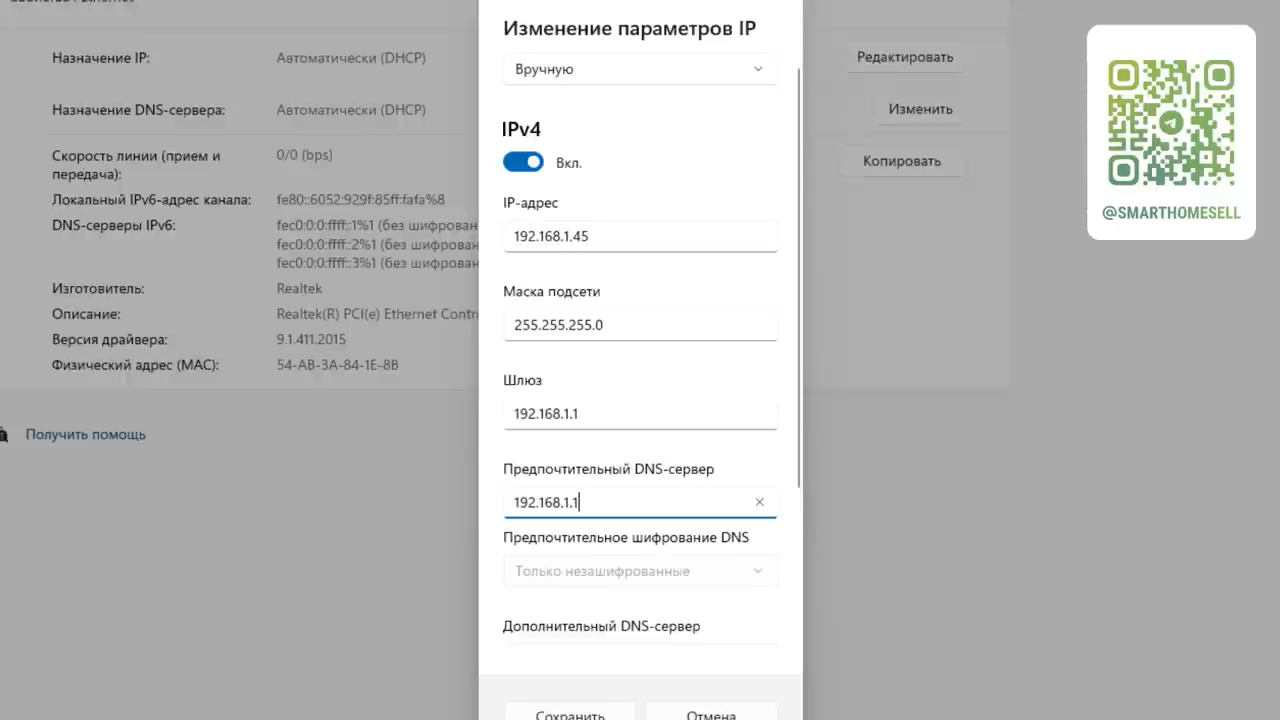 Изменение параметров IP
Вручную
IPv4
Вкл.
IP-адрес
192.168.1.45
Маска подсети
255.255.255.0
Шлюз
192.168.1.1
Предпочтительный DNS-сервер
192.168.1.1
Предпочтительное шифрование DNS
Только незашифрованные
Дополнительный DNS-сервер
Сохранить
Отмена
Назначение IP:
Автоматически (DHCP)
Редактировать
Назначение DNS-сервера:
Автоматически (DHCP)
Изменить
Скорость линии (прием и
передача):
0/0 (bps)
Копировать
Локальный IPv6-адрес канала:
fe80::6052:929f:85ff:fafa%8
DNS-серверы IPv6:
fec0:0:0:ffff::1%1 (без шифрован
fec0:0:0:ffff::2%1 (без шифрован
fec0:0:0:ffff::3%1 (без шифрован
Изготовитель:
Realtek
Описание:
Realtek(R) PCI(e) Ethernet Contr
Версия драйвера:
9.1.411.2015
Физический адрес (MAC):
54-AB-3A-84-1E-8B
Получить помощь
@SMARTHOMESELL